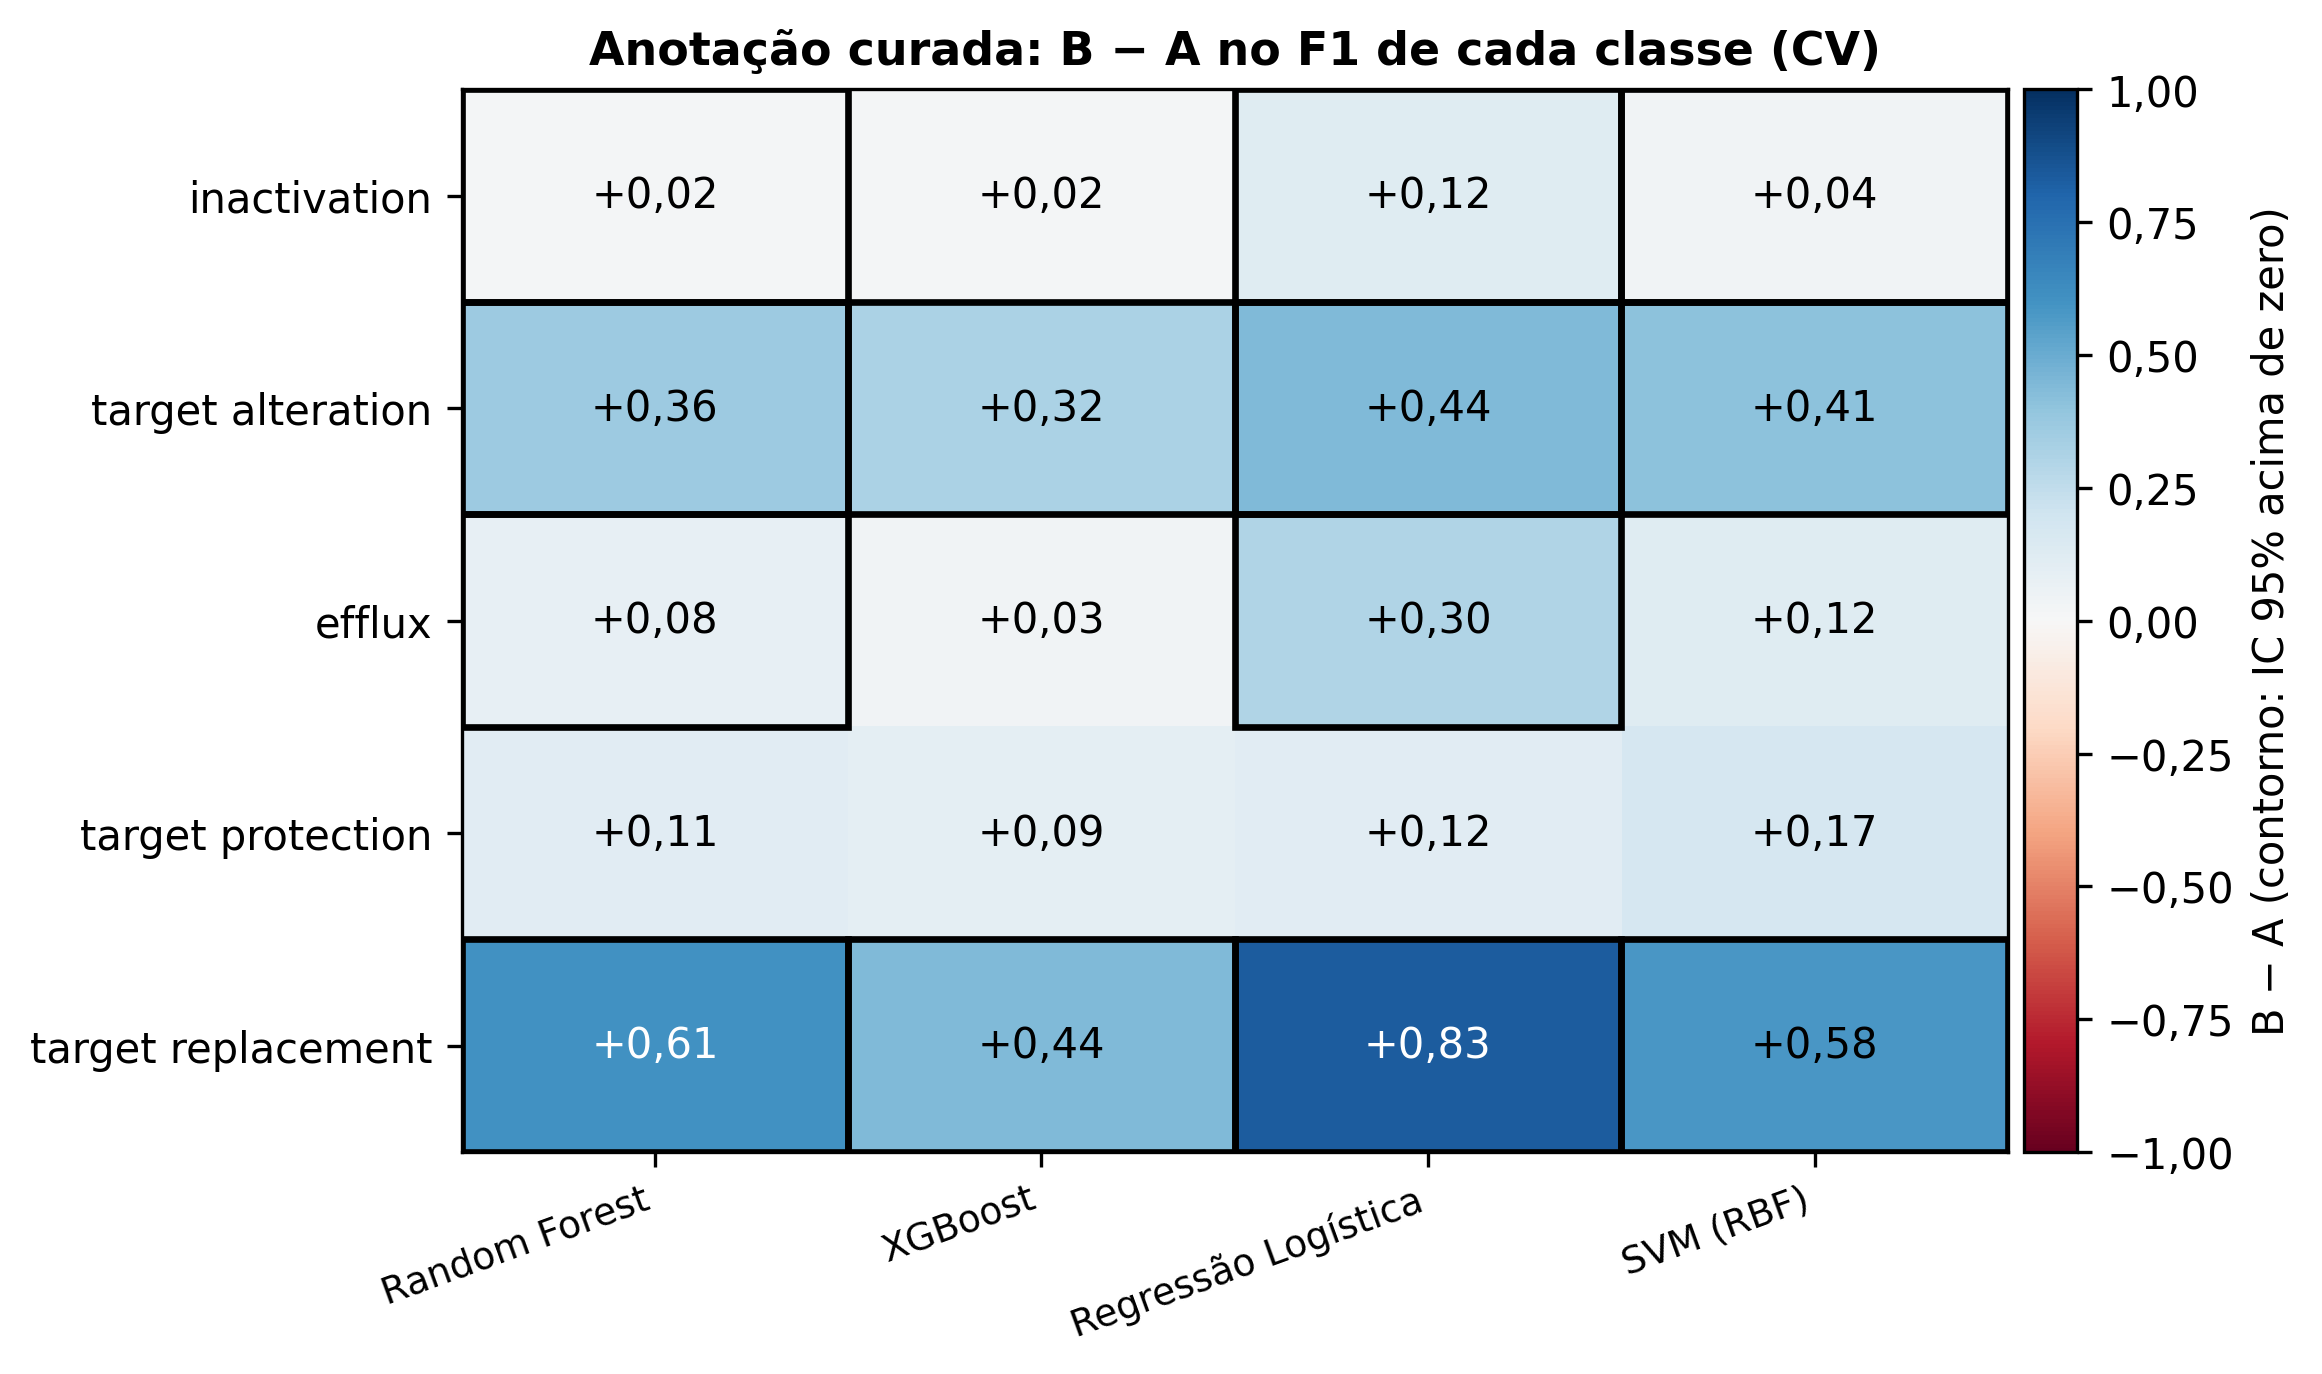 Anotação curada: B − A no F1 de cada classe (CV)
inactivation +0,02 +0,02 +0,12 +0,04
target alteration +0,36 +0,32 +0,44 +0,41
efflux +0,08 +0,03 +0,30 +0,12
target protection +0,11 +0,09 +0,12 +0,17
target replacement +0,61 +0,44 +0,83 +0,58
Random Forest
XGBoost
Regressão Logística
SVM (RBF)
1,00
0,75
0,50
0,25
0,00
−0,25
−0,50
−0,75
−1,00
B − A (contorno: IC 95% acima de zero)